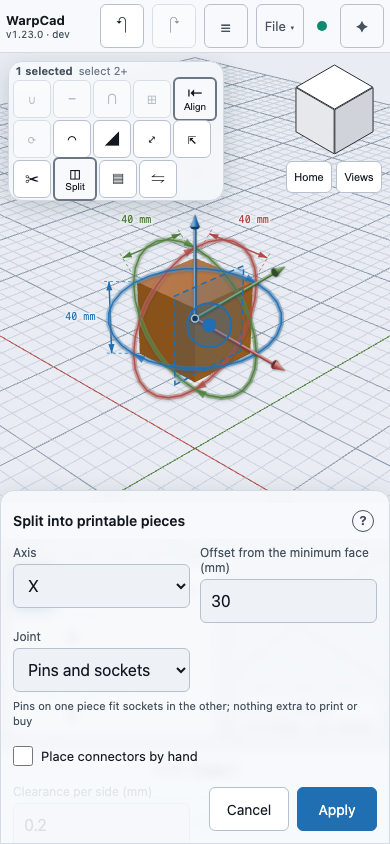 WarpCad
v1.23.0 · dev
File
1 selected select 2+
Align
Split
Home
Views
40 mm
40 mm
40 mm
Split into printable pieces
?
Axis
X
Offset from the minimum face
(mm)
30
Joint
Pins and sockets
Pins on one piece fit sockets in the other; nothing extra to print or
buy
Place connectors by hand
Clearance per side (mm)
0.2
Cancel
Apply